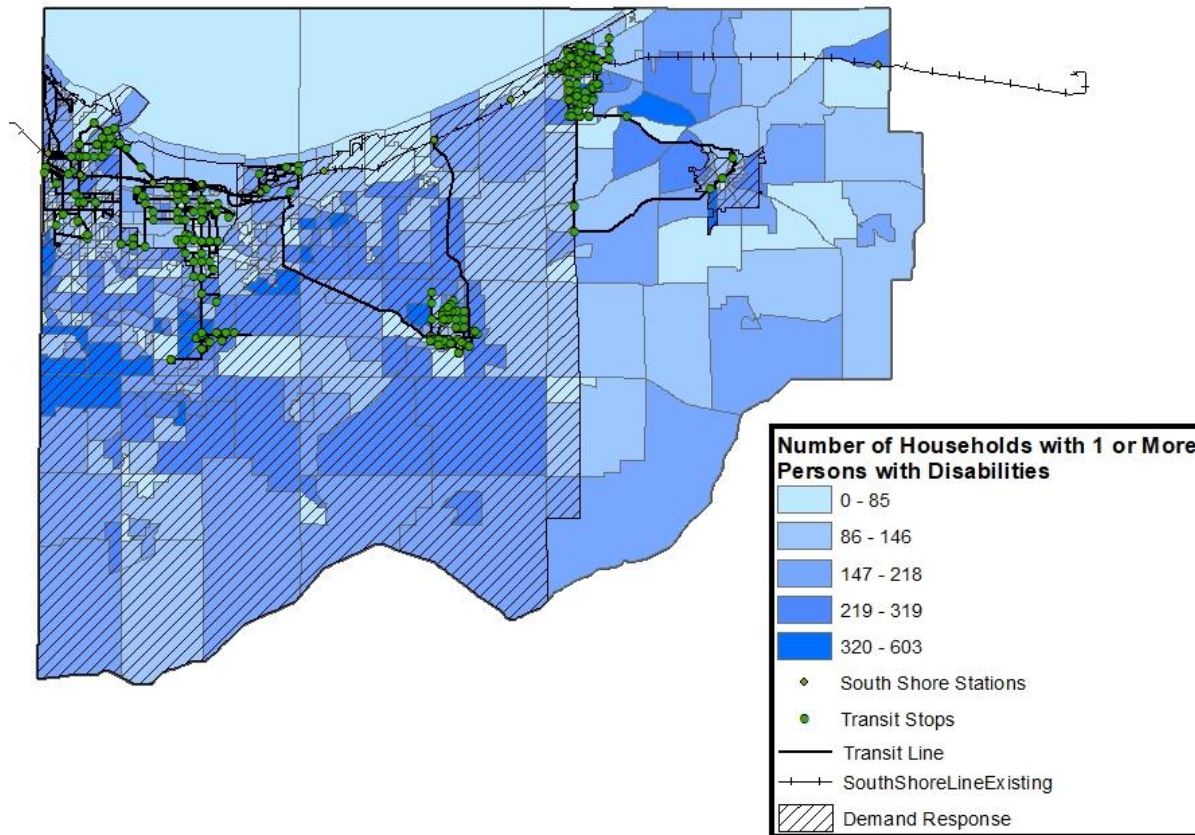 Number of Households with 1 or More
Persons with Disabilities
0 - 85
86 - 146
147 - 218
219 - 319
320 - 603
South Shore Stations
Transit Stops
Transit Line
SouthShoreLineExisting
Demand Response